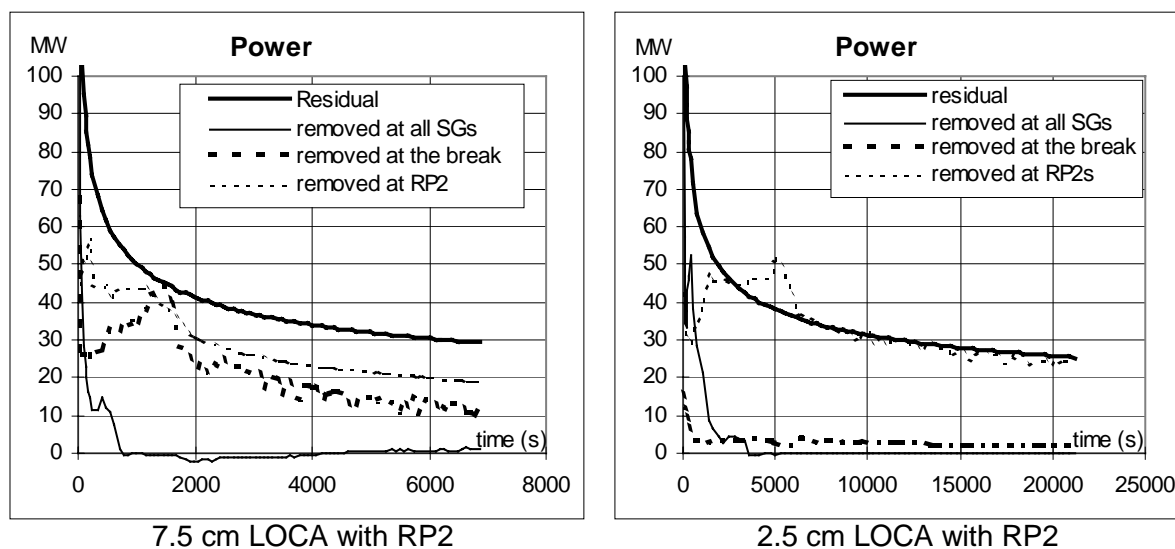 MW
Power
100
90
80
70
60
50
40
30
20
10
0
Residual
removed at all SGs
removed at the break
removed at RP2
time (s)
0 2000 4000 6000 8000
7.5 cm LOCA with RP2
MW
Power
100
90
80
70
60
50
40
30
20
10
0
residual
removed at all SGs
removed at the break
removed at RP2s
time (s)
0 5000 10000 15000 20000 25000
2.5 cm LOCA with RP2